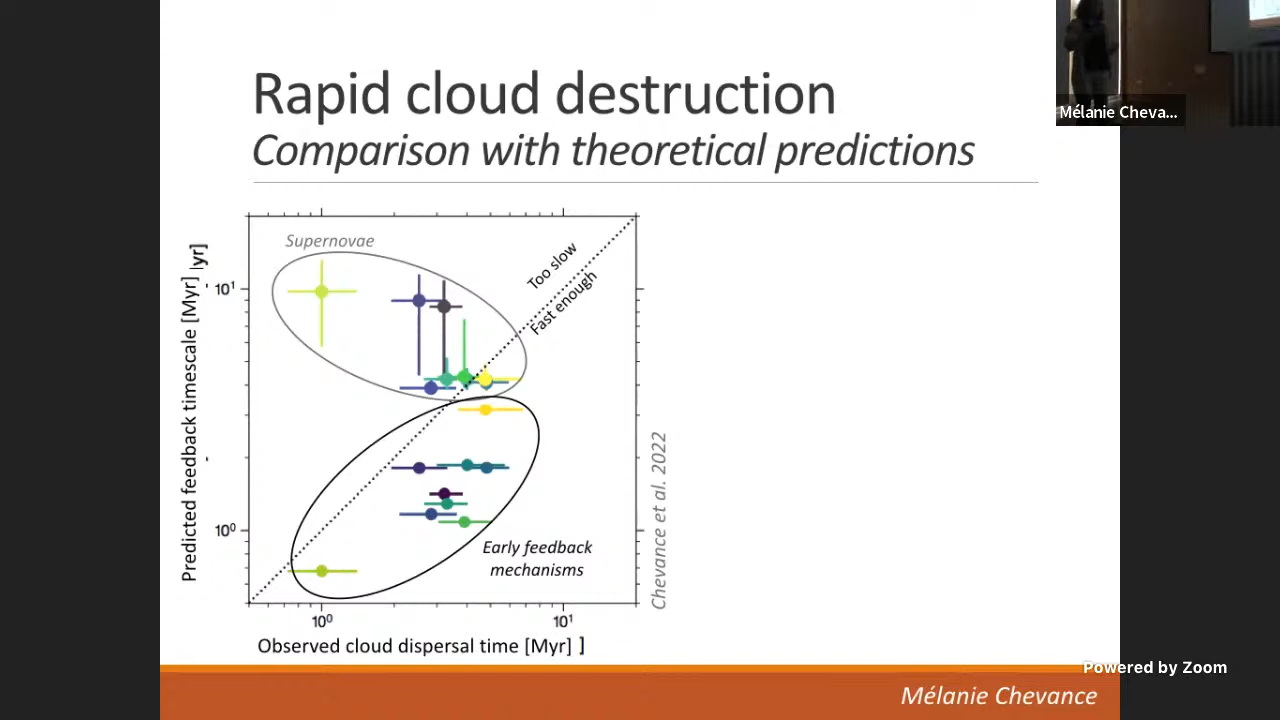 Rapid cloud destruction
Comparison with theoretical predictions
Mélanie Cheva...
Supernovae
Too slow
Fast enough
Predicted feedback timescale [Myr] yr]
10¹
10⁰
Early feedback
mechanisms
Chevance et al. 2022
10⁰
10¹
Observed cloud dispersal time [Myr] ]
Powered by Zoom
Mélanie Chevance